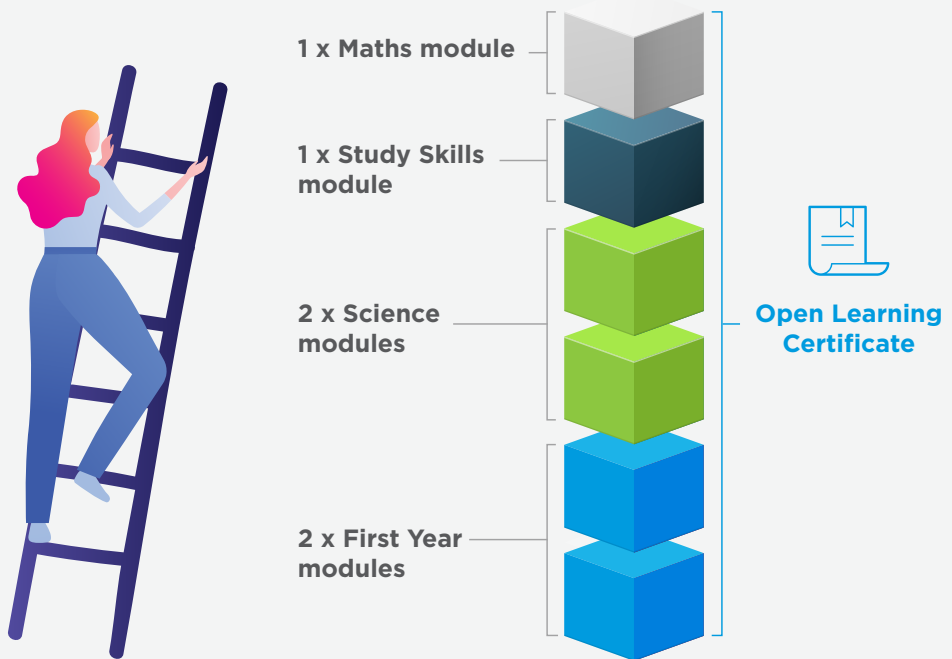 1 x Maths module
1 x Study Skills
module
2 x Science
modules
2 x First Year
modules
Open Learning
Certificate